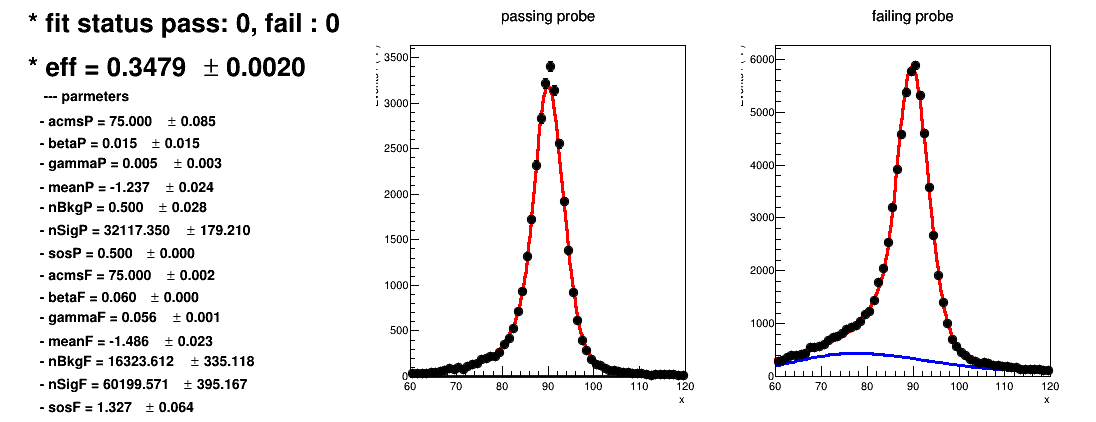 * fit status pass: 0, fail : 0
* eff = 0.3479 ± 0.0020
--- parmeters
- acmsP = 75.000 ± 0.085
- betaP = 0.015 ± 0.015
- gammaP = 0.005 ± 0.003
- meanP = -1.237 ± 0.024
- nBkgP = 0.500 ± 0.028
- nSigP = 32117.350 ± 179.210
- sosP = 0.500 ± 0.000
- acmsF = 75.000 ± 0.002
- betaF = 0.060 ± 0.000
- gammaF = 0.056 ± 0.001
- meanF = -1.486 ± 0.023
- nBkgF = 16323.612 ± 335.118
- nSigF = 60199.571 ± 395.167
- sosF = 1.327 ± 0.064
passing probe
3500
3000
2500
2000
1500
1000
500
0
60 70 80 90 100 110 120
x
failing probe
6000
5000
4000
3000
2000
1000
0
60 70 80 90 100 110 120
x